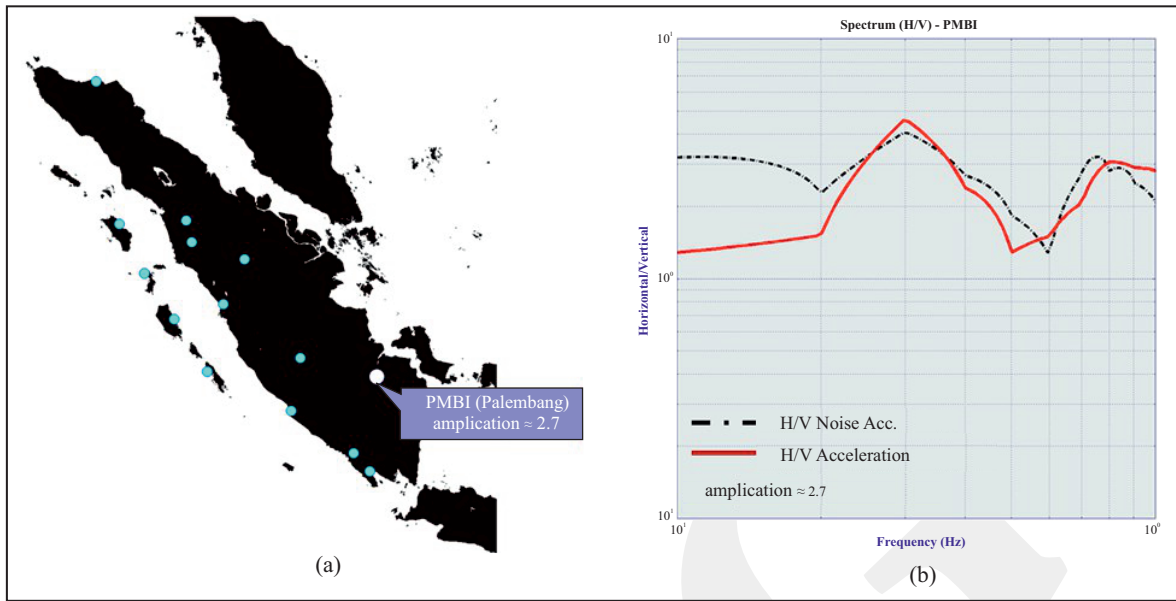 PMBI (Palembang)
amplication ≈ 2.7
(a)
Spectrum (H/V) - PMBI
10¹
Horizontal/Vertical
10⁰
H/V Noise Acc.
H/V Acceleration
amplication ≈ 2.7
10¹
10¹
10⁰
Frequency (Hz)
(b)